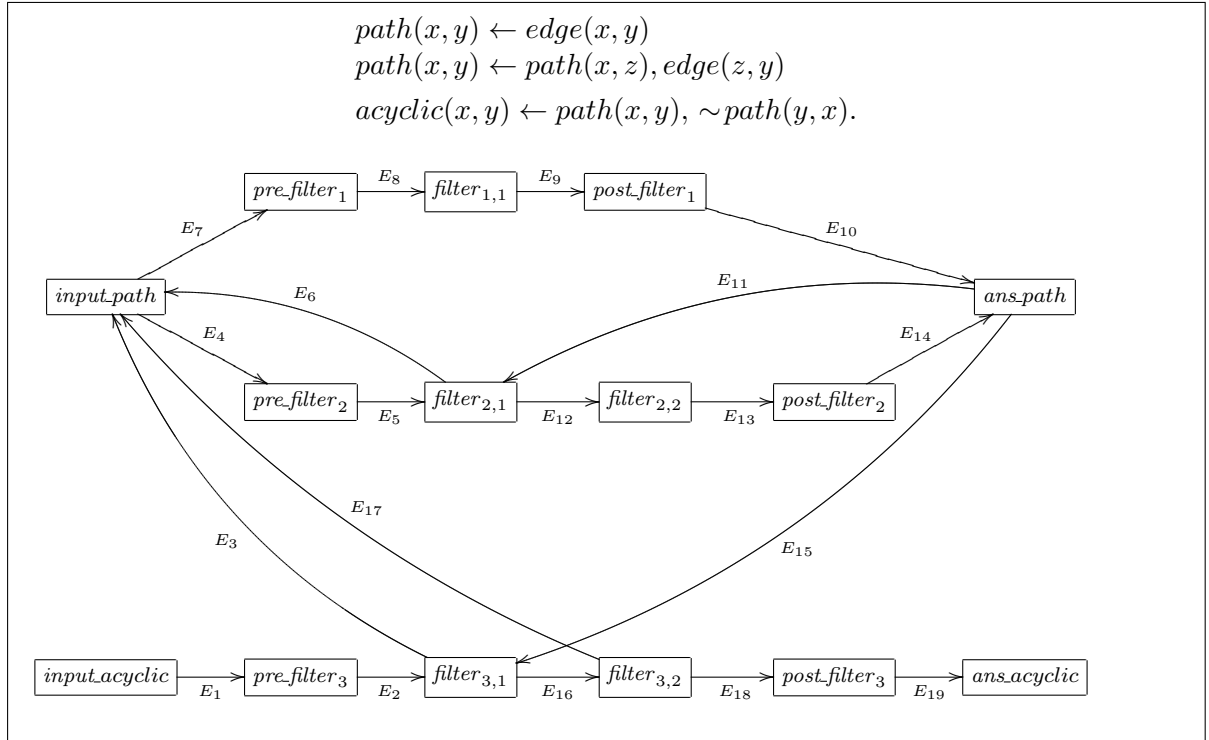 path(x, y) ← edge(x, y)
path(x, y) ← path(x, z), edge(z, y)
acyclic(x, y) ← path(x, y), ∼path(y, x).
pre_filter₁ E₈ filter₁,₁ E₉ post_filter₁
E₇ E₁₀
input_path E₆ E₁₁ ans_path
E₄ E₁₄
pre_filter₂ E₅ filter₂,₁ E₁₂ filter₂,₂ E₁₃ post_filter₂
E₁₇
E₃ E₁₅
input_acyclic E₁ pre_filter₃ E₂ filter₃,₁ E₁₆ filter₃,₂ E₁₈ post_filter₃ E₁₉ ans_acyclic